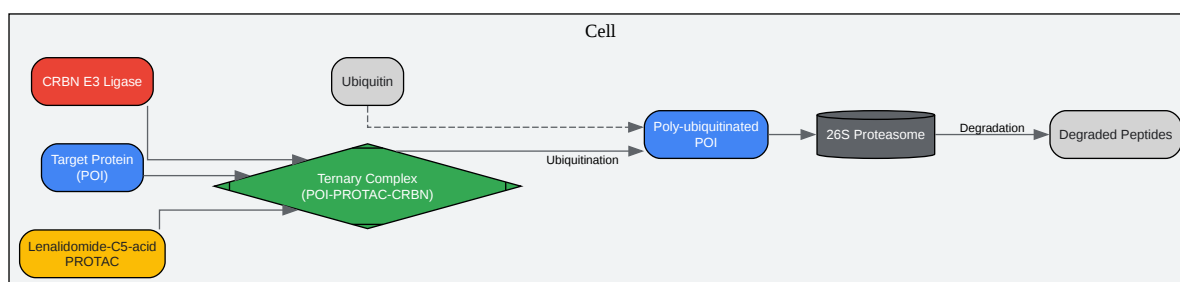 Cell
CRBN E3 Ligase
Ubiquitin
Target Protein
(POI)
Lenalidomide-C5-acid
PROTAC
Ternary Complex
(POI-PROTAC-CRBN)
Ubiquitination
Poly-ubiquitinated
POI
26S Proteasome
Degradation
Degraded Peptides